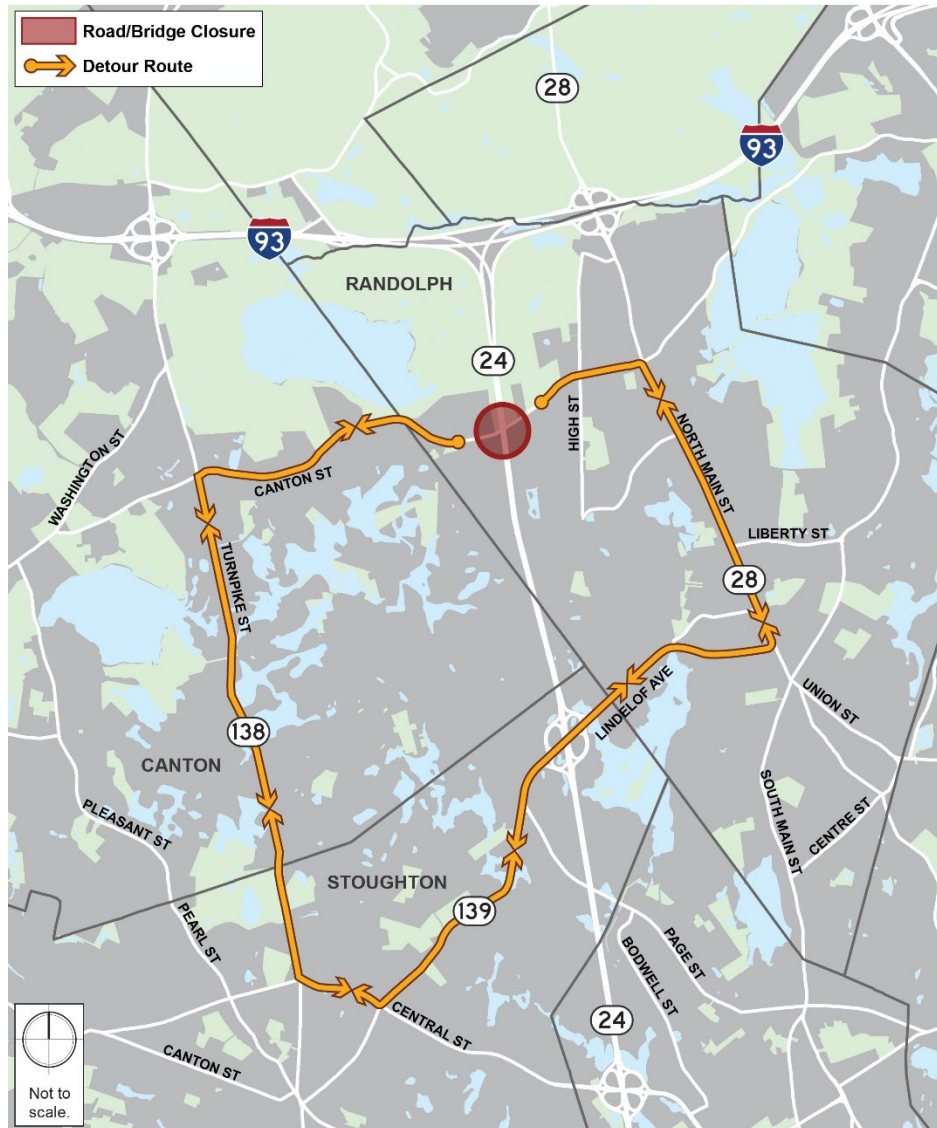 Road/Bridge Closure
Detour Route
28
93
93
RANDOLPH
24
HIGH ST
NORTH MAIN ST
WASHINGTON ST
CANTON ST
LIBERTY ST
TURNPIKE ST
28
LINDELOF AVE
UNION ST
138
CANTON
SOUTH MAIN ST
CENTRE ST
PLEASANT ST
STOUGHTON
139
PEARL ST
PAGE ST
BODWELL ST
CENTRAL ST
24
CANTON ST
Not to
scale.